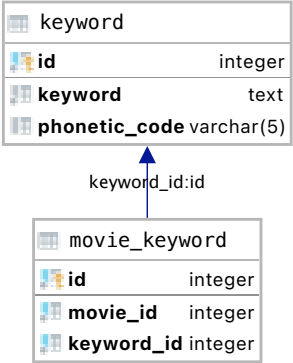 keyword
id integer
keyword text
phonetic_code varchar(5)
keyword_id:id
movie_keyword
id integer
movie_id integer
keyword_id integer